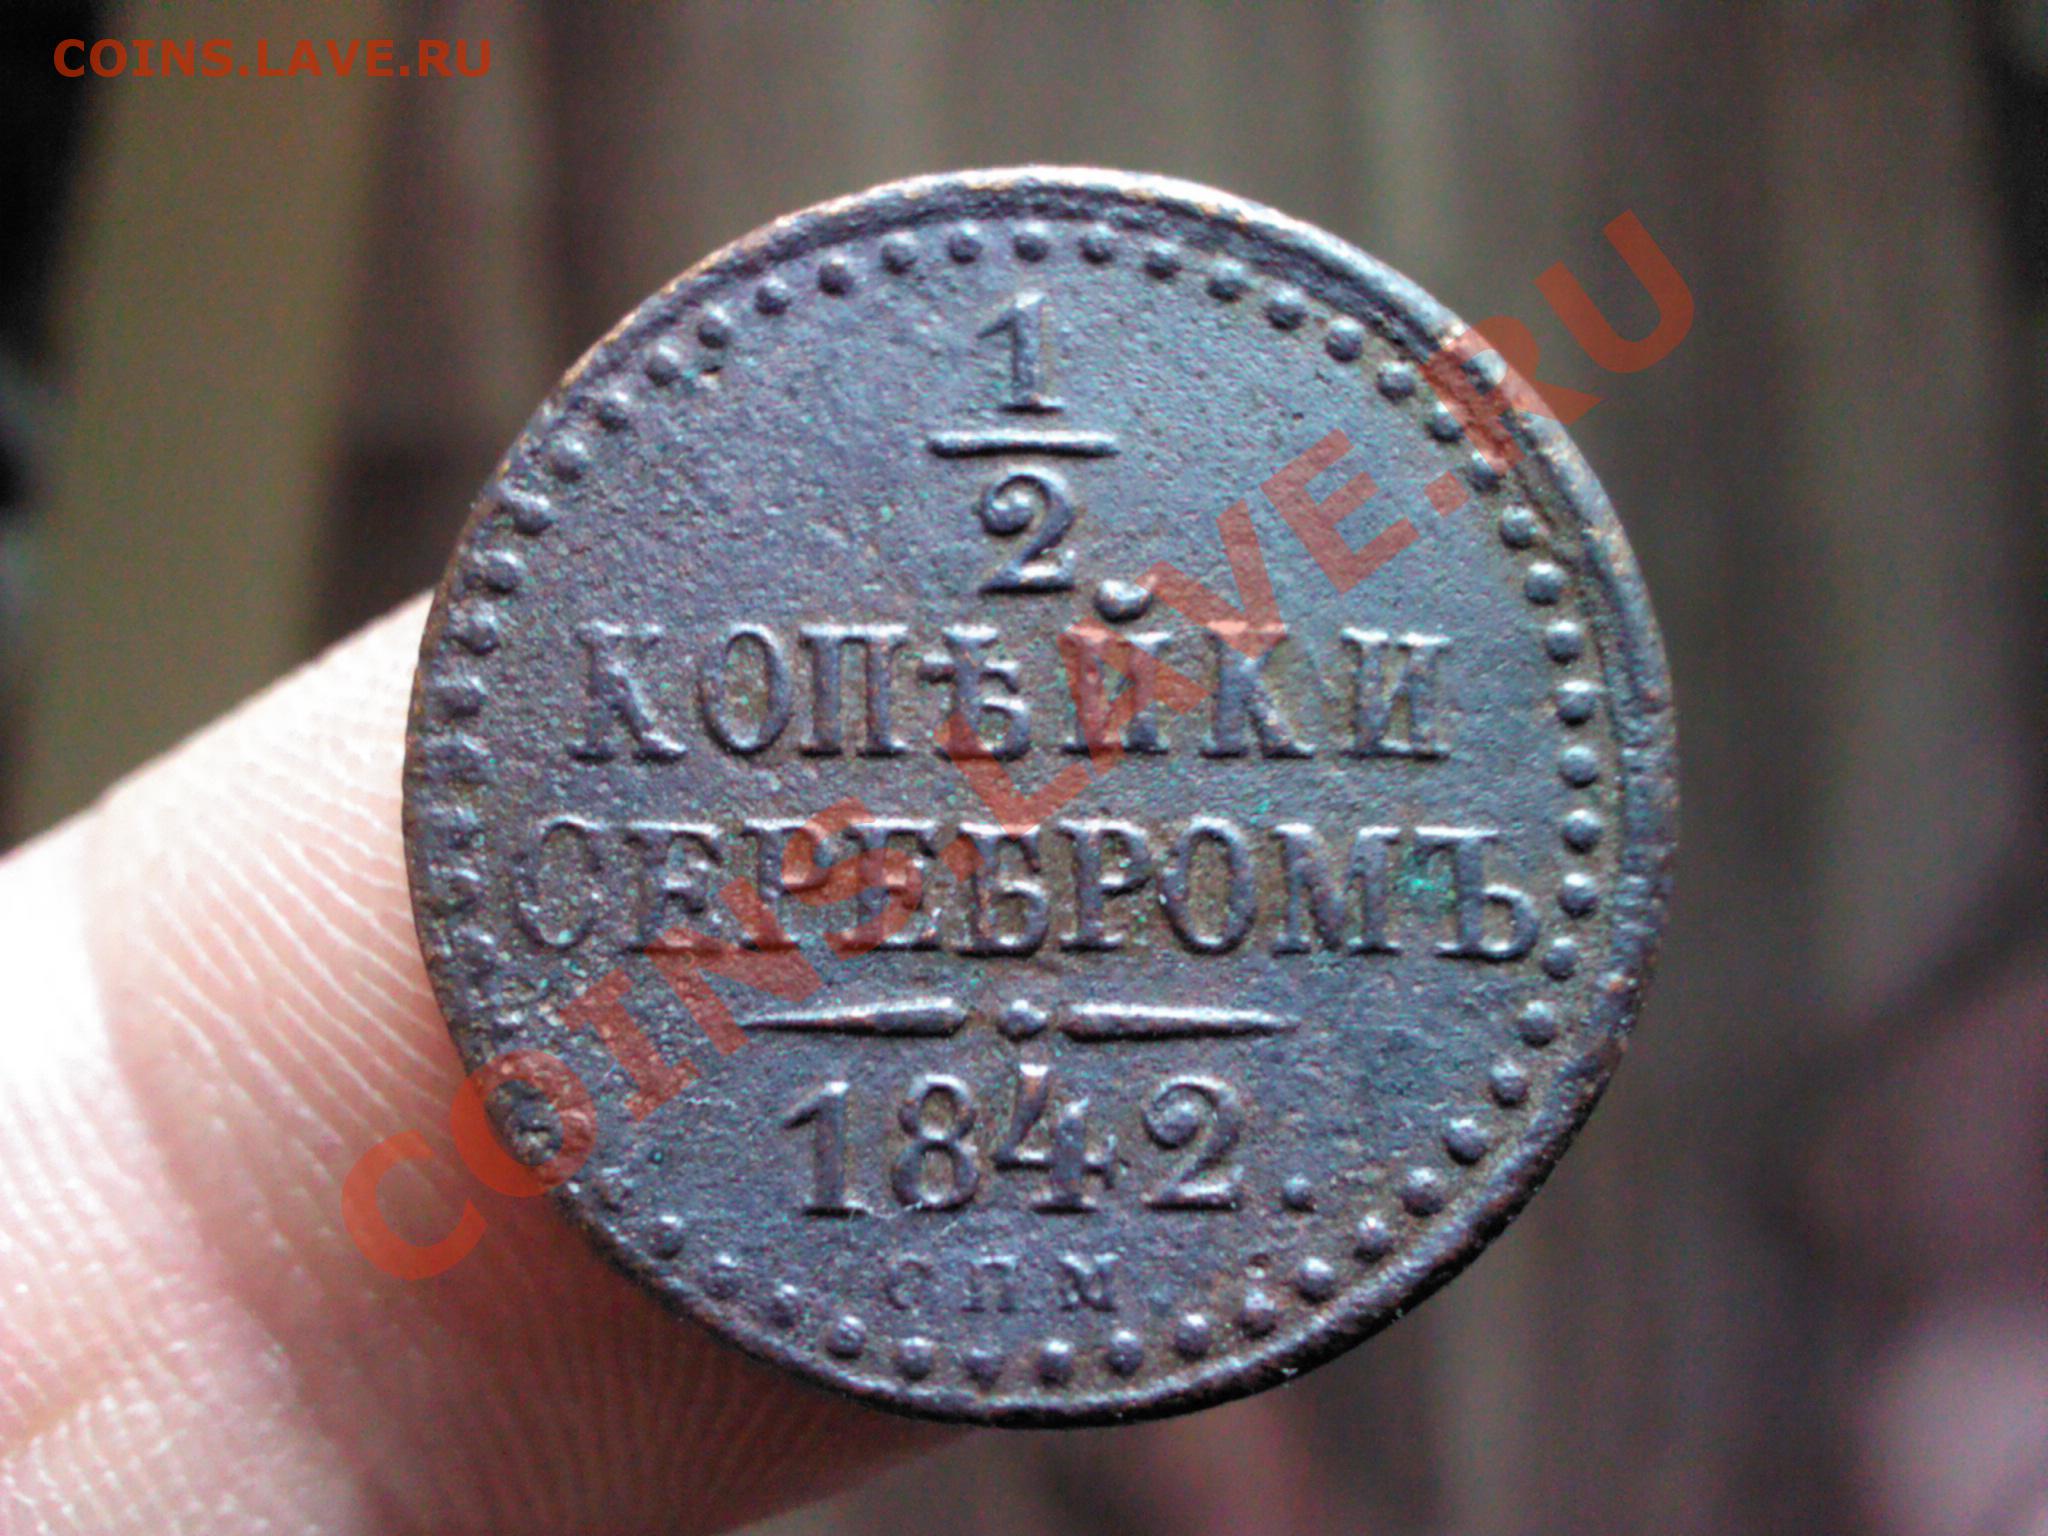 COINS.LAVE.RU
1
2
КОПѢЙКИ
СЕРЕБРОМЪ
1842.
СПМ
COINS.LAVE.RU